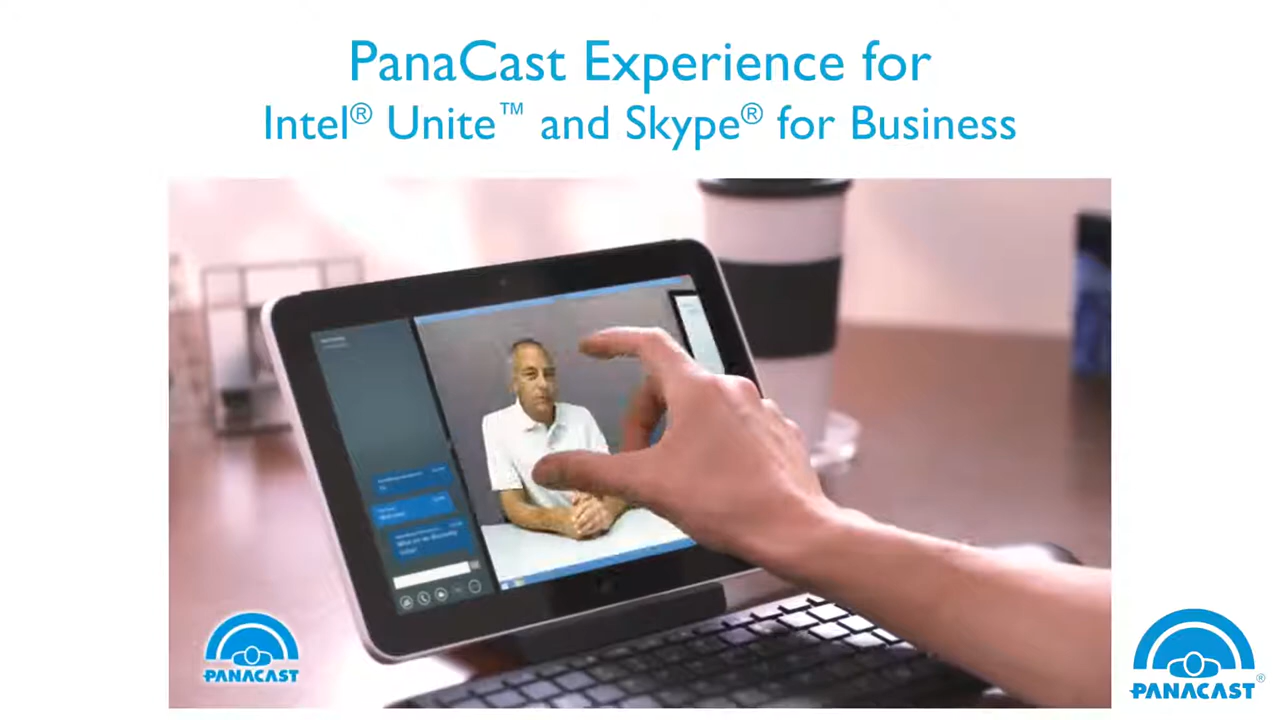 PanaCast Experience for
Intel® Unite™ and Skype® for Business
PANACAST
PANACAST®